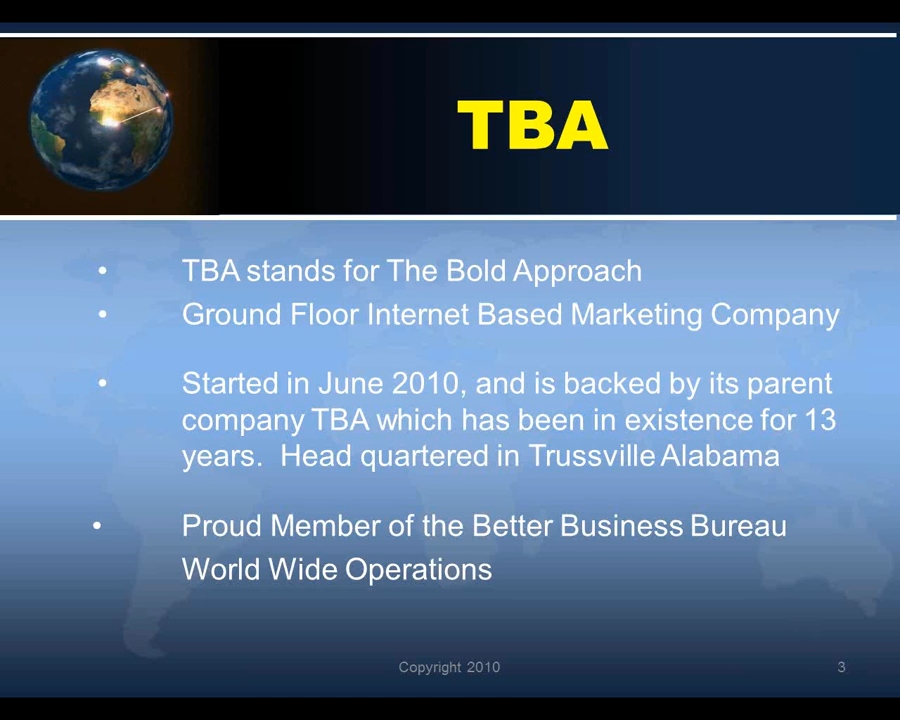 TBA
• TBA stands for The Bold Approach
• Ground Floor Internet Based Marketing Company
• Started in June 2010, and is backed by its parent
company TBA which has been in existence for 13
years.  Head quartered in Trussville Alabama
• Proud Member of the Better Business Bureau
World Wide Operations
Copyright 2010
3